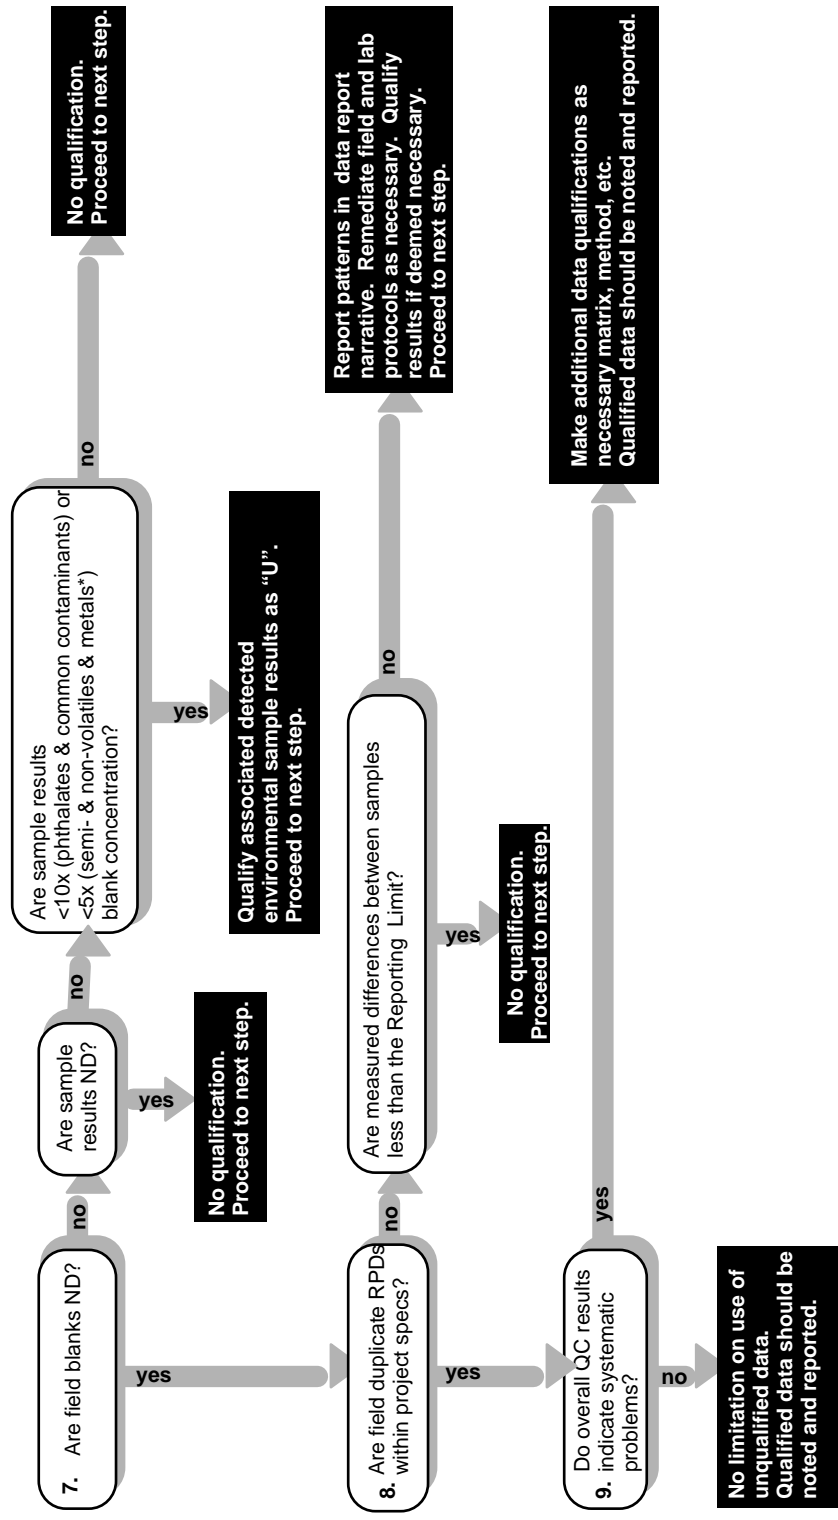 7. Are field blanks ND?
no
Are sample
results ND?
no
Are sample results
<10x (phthalates & common contaminants) or
<5x (semi- & non-volatiles & metals*)
blank concentration?
no
No qualification.
Proceed to next step.
yes
yes
No qualification.
Proceed to next step.
yes
Qualify associated detected
environmental sample results as “U”.
Proceed to next step.
8. Are field duplicate RPDs
within project specs?
no
Are measured differences between samples
less than the Reporting Limit?
no
Report patterns in data report
narrative. Remediate field and lab
protocols as necessary. Qualify
results if deemed necessary.
Proceed to next step.
yes
yes
No qualification.
Proceed to next step.
9. Do overall QC results
indicate systematic
problems?
yes
Make additional data qualifications as
necessary matrix, method, etc.
Qualified data should be noted and reported.
no
No limitation on use of
unqualified data.
Qualified data should be
noted and reported.